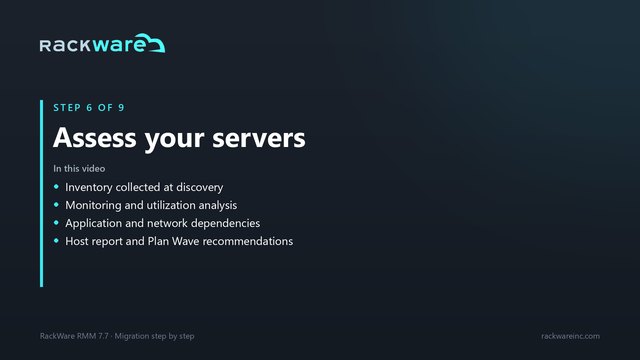 Rackware
STEP 6 OF 9
Assess your servers
In this video
• Inventory collected at discovery
• Monitoring and utilization analysis
• Application and network dependencies
• Host report and Plan Wave recommendations
RackWare RMM 7.7 · Migration step by step
rackwareinc.com